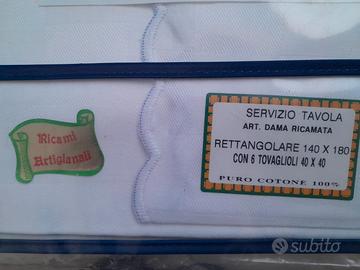 Ricami
Artigianali
SERVIZIO TAVOLA
ART. DAMA RICAMATA
RETTANGOLARE 140 X 180
CON 6 TOVAGLIOLI 40 X 40
PURO COTONE 100%
subito